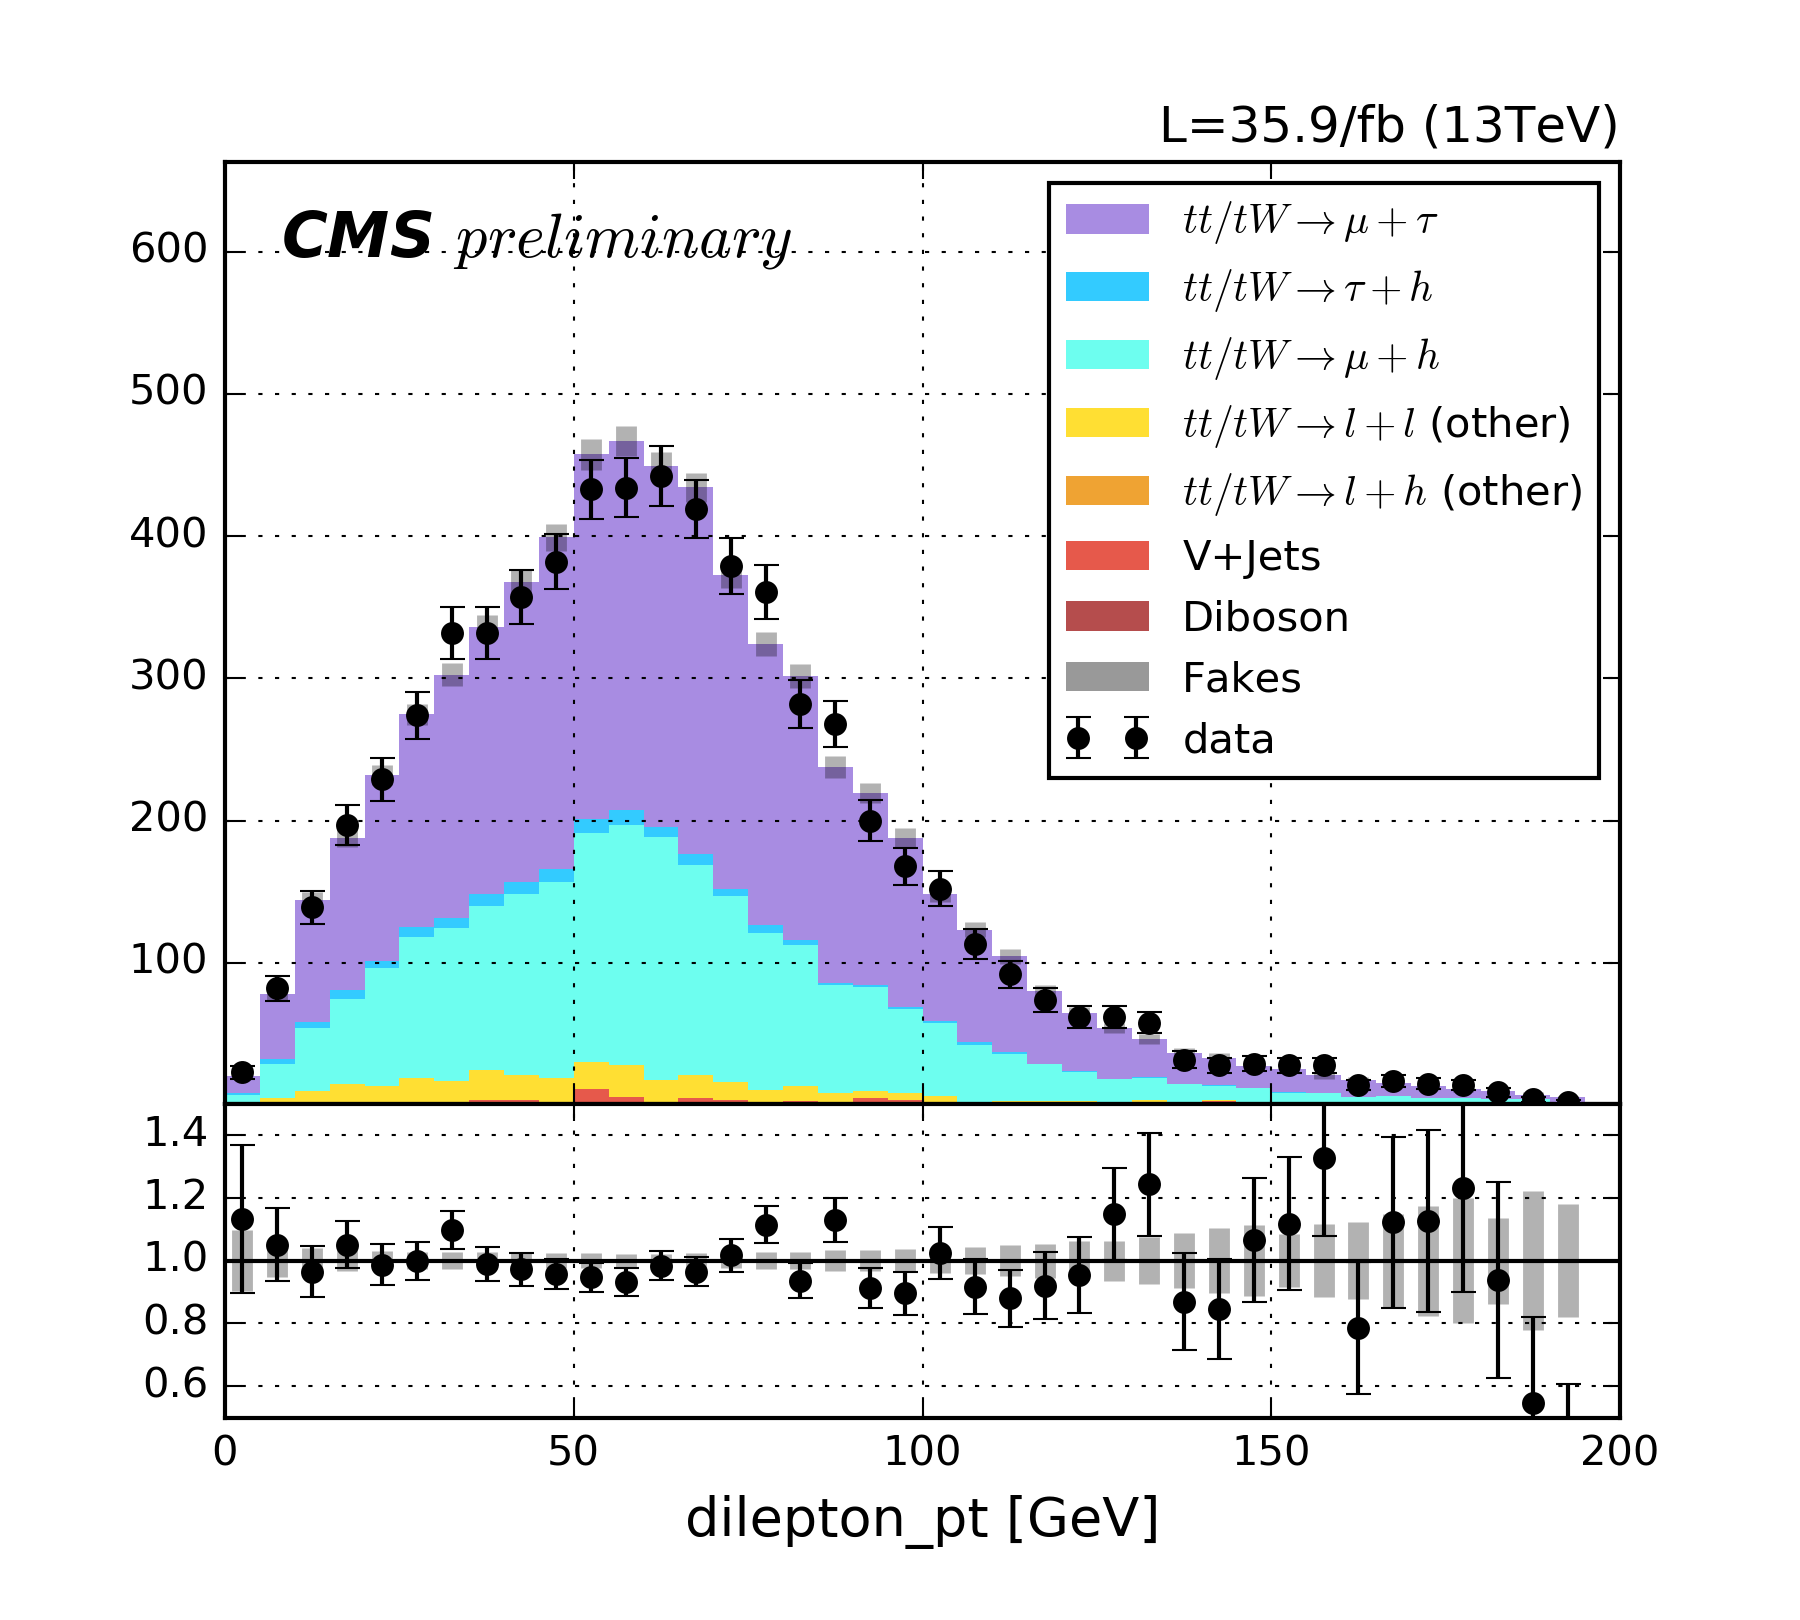 L=35.9/fb (13TeV)
CMS preliminary
600
500
400
300
200
100
tt/tW→μ+τ
tt/tW→τ+h
tt/tW→μ+h
tt/tW→l+l (other)
tt/tW→l+h (other)
V+Jets
Diboson
Fakes
data
1.4
1.2
1.0
0.8
0.6
0 50 100 150 200
dilepton_pt [GeV]